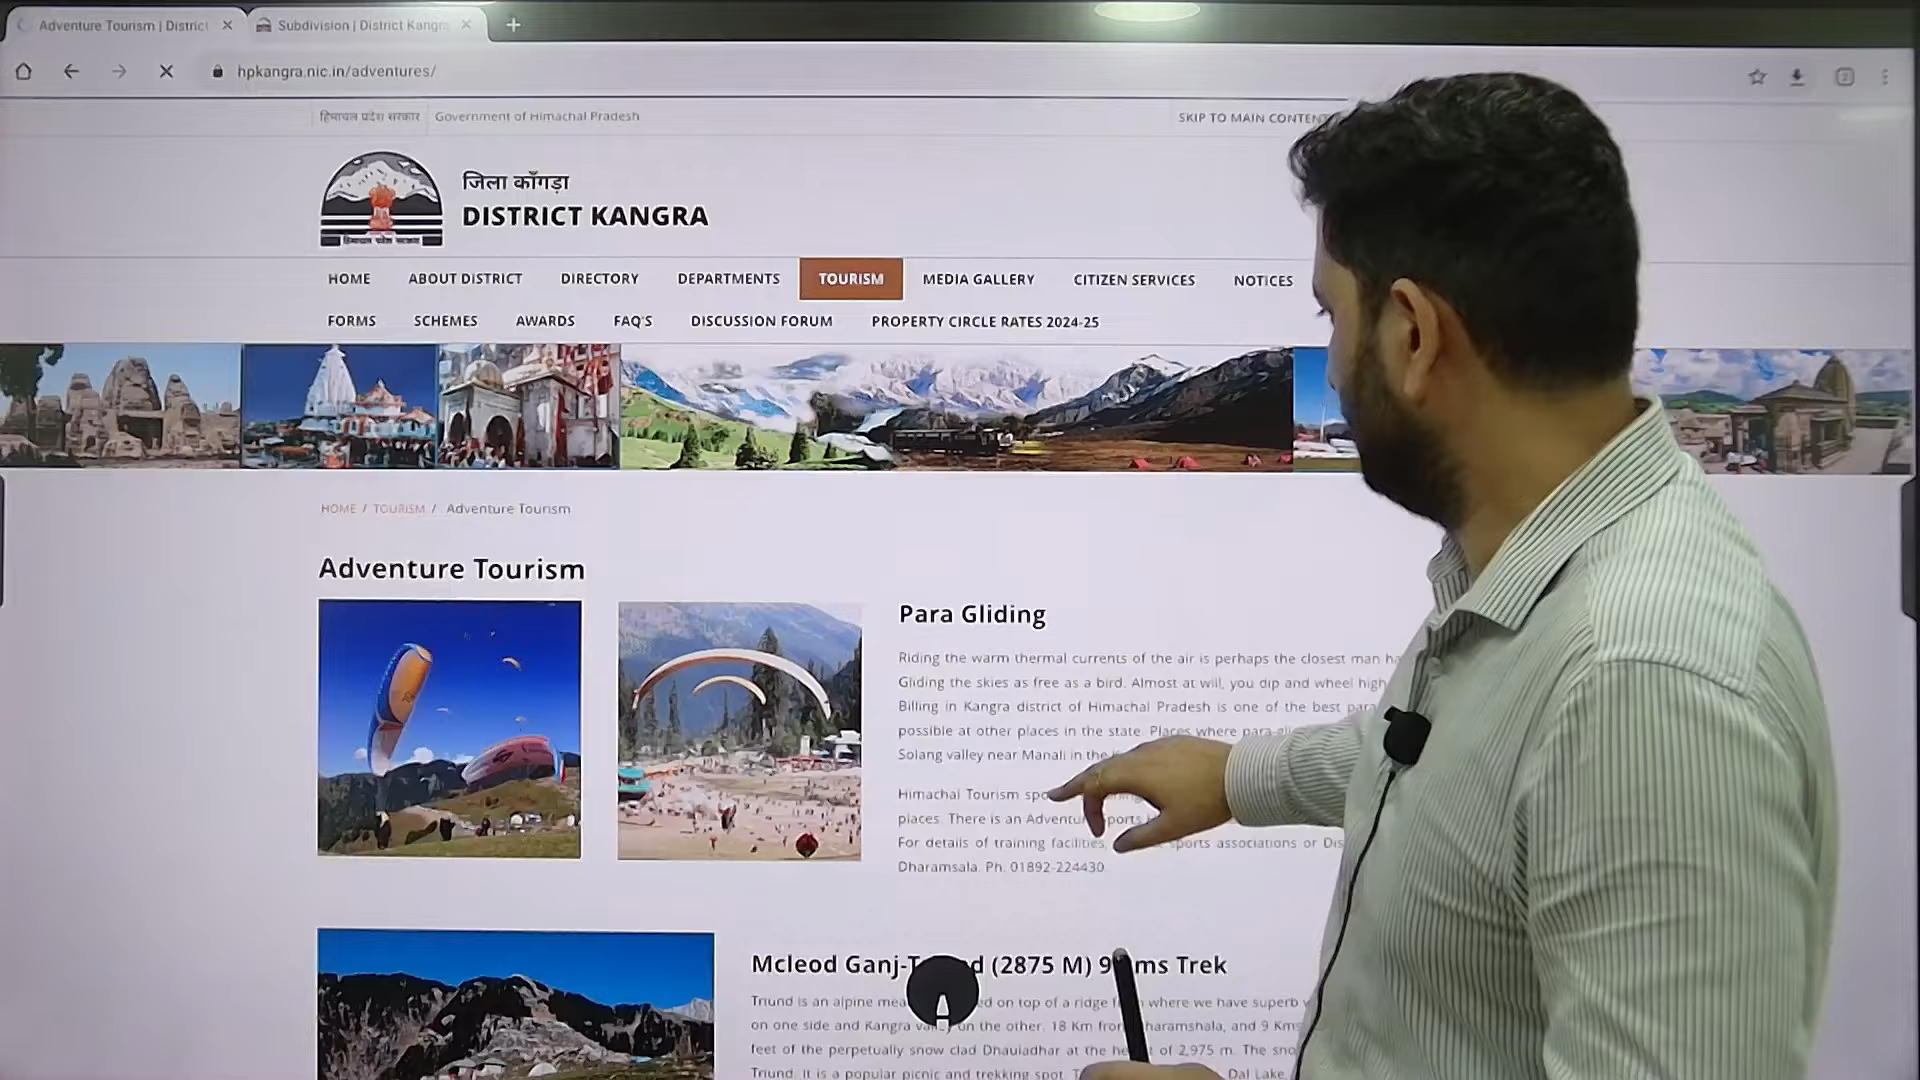 Adventure Tourism | District
Subdivision | District Kangra
hpkangra.nic.in/adventures/
हिमाचल प्रदेश सरकार
Government of Himachal Pradesh
SKIP TO MAIN CONTENT
जिला काँगड़ा
DISTRICT KANGRA
HOME ABOUT DISTRICT DIRECTORY DEPARTMENTS TOURISM MEDIA GALLERY CITIZEN SERVICES NOTICES
FORMS SCHEMES AWARDS FAQ'S DISCUSSION FORUM PROPERTY CIRCLE RATES 2024-25
HOME / TOURISM / Adventure Tourism
Adventure Tourism
Para Gliding
Riding the warm thermal currents of the air is perhaps the closest man
Gliding the skies as free as a bird. Almost at will, you dip and wheel high
Billing in Kangra district of Himachal Pradesh is one of the best
possible at other places in the state. Places where
Solang valley near Manali in the
Himachal Tourism
places. There is an
For details of training facilities, sports associations or
Dharamsala. Ph. 01892-224430.
Mcleod Ganj- (2875 M) Trek
Triund is an alpine on top of a ridge where we have superb
on one side and Kangra on the other. 18 Km and 9 Kms
feet of the perpetually snow clad Dhauladhar at the of 2,975 m. The
Triund. It is a popular picnic and trekking spot. Dal Lake,